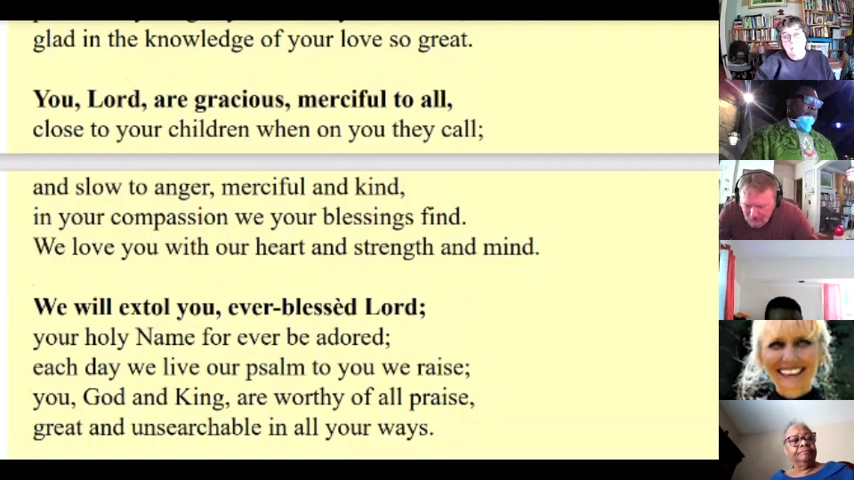 glad in the knowledge of your love so great.
You, Lord, are gracious, merciful to all,
close to your children when on you they call;
and slow to anger, merciful and kind,
in your compassion we your blessings find.
We love you with our heart and strength and mind.
We will extol you, ever-blessèd Lord;
your holy Name for ever be adored;
each day we live our psalm to you we raise;
you, God and King, are worthy of all praise,
great and unsearchable in all your ways.